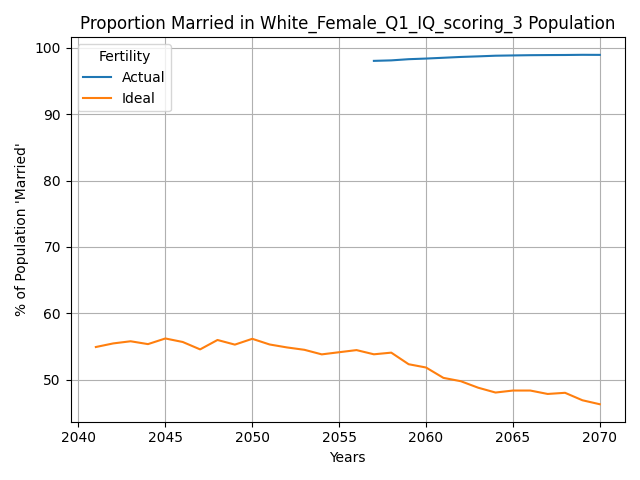 Proportion Married in White_Female_Q1_IQ_scoring_3 Population
Fertility
Actual
Ideal
% of Population 'Married'
100
90
80
70
60
50
2040
2045
2050
2055
2060
2065
2070
Years